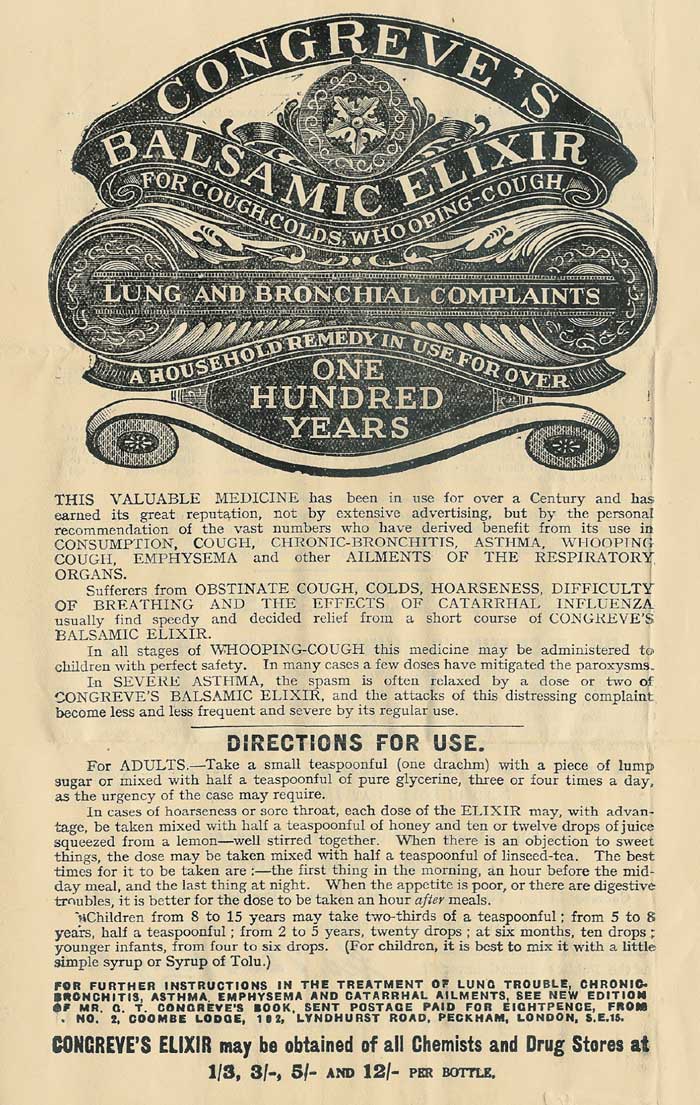 CONGREVE'S
BALSAMIC ELIXIR
FOR COUGH, COLDS, WHOOPING-COUGH,
LUNG AND BRONCHIAL COMPLAINTS
A HOUSEHOLD REMEDY IN USE FOR OVER
ONE
HUNDRED
YEARS
THIS VALUABLE MEDICINE has been in use for over a Century and has
earned its great reputation, not by extensive advertising, but by the personal
recommendation of the vast numbers who have derived benefit from its use in
CONSUMPTION, COUGH, CHRONIC-BRONCHITIS, ASTHMA, WHOOPING
COUGH, EMPHYSEMA and other AILMENTS OF THE RESPIRATORY
ORGANS.
Sufferers from OBSTINATE COUGH, COLDS, HOARSENESS, DIFFICULTY
OF BREATHING AND THE EFFECTS OF CATARRHAL INFLUENZA
usually find speedy and decided relief from a short course of CONGREVE'S
BALSAMIC ELIXIR.
In all stages of WHOOPING-COUGH this medicine may be administered to
children with perfect safety. In many cases a few doses have mitigated the paroxysms.
In SEVERE ASTHMA, the spasm is often relaxed by a dose or two of
CONGREVE'S BALSAMIC ELIXIR, and the attacks of this distressing complaint
become less and less frequent and severe by its regular use.
DIRECTIONS FOR USE.
For ADULTS.—Take a small teaspoonful (one drachm) with a piece of lump
sugar or mixed with half a teaspoonful of pure glycerine, three or four times a day,
as the urgency of the case may require.
In cases of hoarseness or sore throat, each dose of the ELIXIR may, with advan-
tage, be taken mixed with half a teaspoonful of honey and ten or twelve drops of juice
squeezed from a lemon—well stirred together. When there is an objection to sweet
things, the dose may be taken mixed with half a teaspoonful of linseed-tea. The best
times for it to be taken are :—the first thing in the morning, an hour before the mid-
day meal, and the last thing at night. When the appetite is poor, or there are digestive
troubles, it is better for the dose to be taken an hour after meals.
Children from 8 to 15 years may take two-thirds of a teaspoonful ; from 5 to 8
years, half a teaspoonful ; from 2 to 5 years, twenty drops ; at six months, ten drops ;
younger infants, from four to six drops. (For children, it is best to mix it with a little
simple syrup or Syrup of Tolu.)
FOR FURTHER INSTRUCTIONS IN THE TREATMENT OF LUNG TROUBLE, CHRONIC-
BRONCHITIS, ASTHMA, EMPHYSEMA AND CATARRHAL AILMENTS, SEE NEW EDITION
OF MR. G. T. CONGREVE'S BOOK, SENT POSTAGE PAID FOR EIGHTPENCE, FROM
NO. 2, COOMBE LODGE, 102, LYNDHURST ROAD, PECKHAM, LONDON, S.E.15.
CONGREVE'S ELIXIR may be obtained of all Chemists and Drug Stores at
1/3, 3/-, 5/- AND 12/- PER BOTTLE.